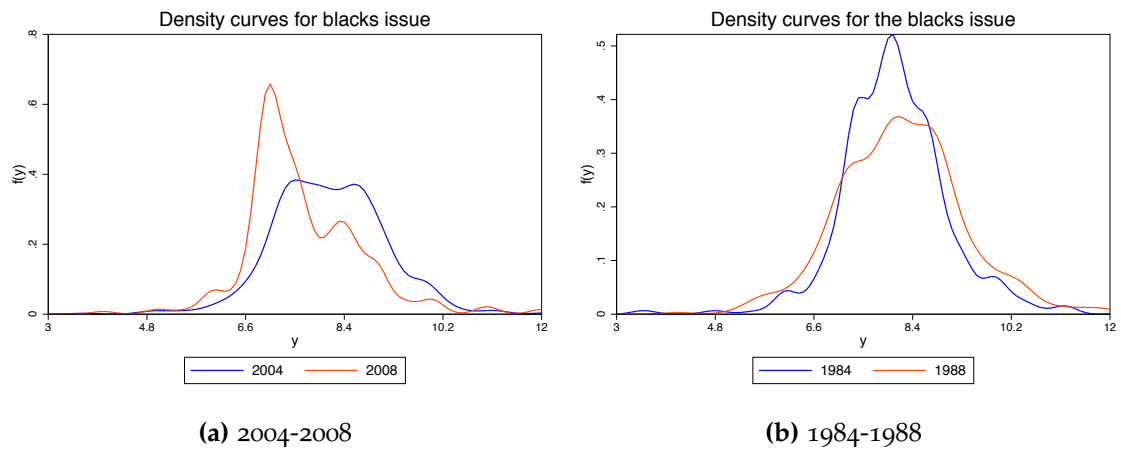 Density curves for blacks issue
.8
.6
.4
.2
0
f(y)
3 4.8 6.6 8.4 10.2 12
y
2004 2008
(a) 2004-2008
Density curves for the blacks issue
.5
.4
.3
.2
.1
0
f(y)
3 4.8 6.6 8.4 10.2 12
y
1984 1988
(b) 1984-1988